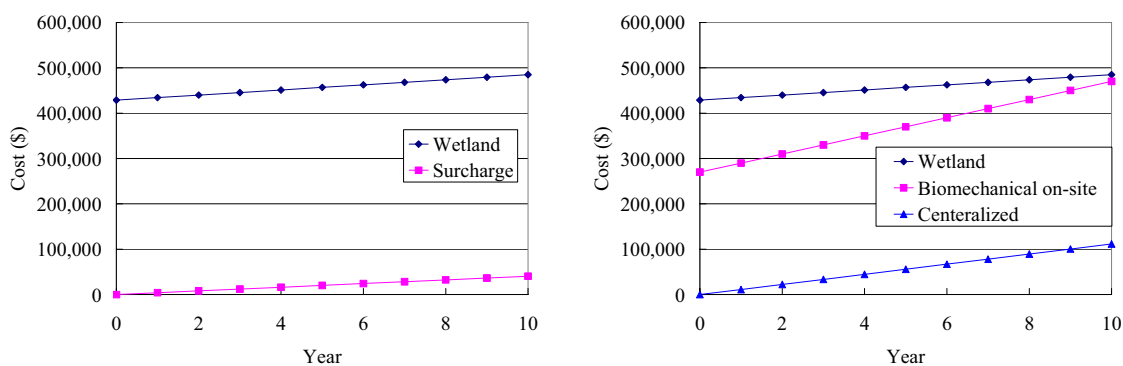 600,000
500,000
400,000
300,000
200,000
100,000
0
Cost ($)
0 2 4 6 8 10
Year
Wetland
Surcharge
600,000
500,000
400,000
300,000
200,000
100,000
0
Cost ($)
0 2 4 6 8 10
Year
Wetland
Biomechanical on-site
Centeralized